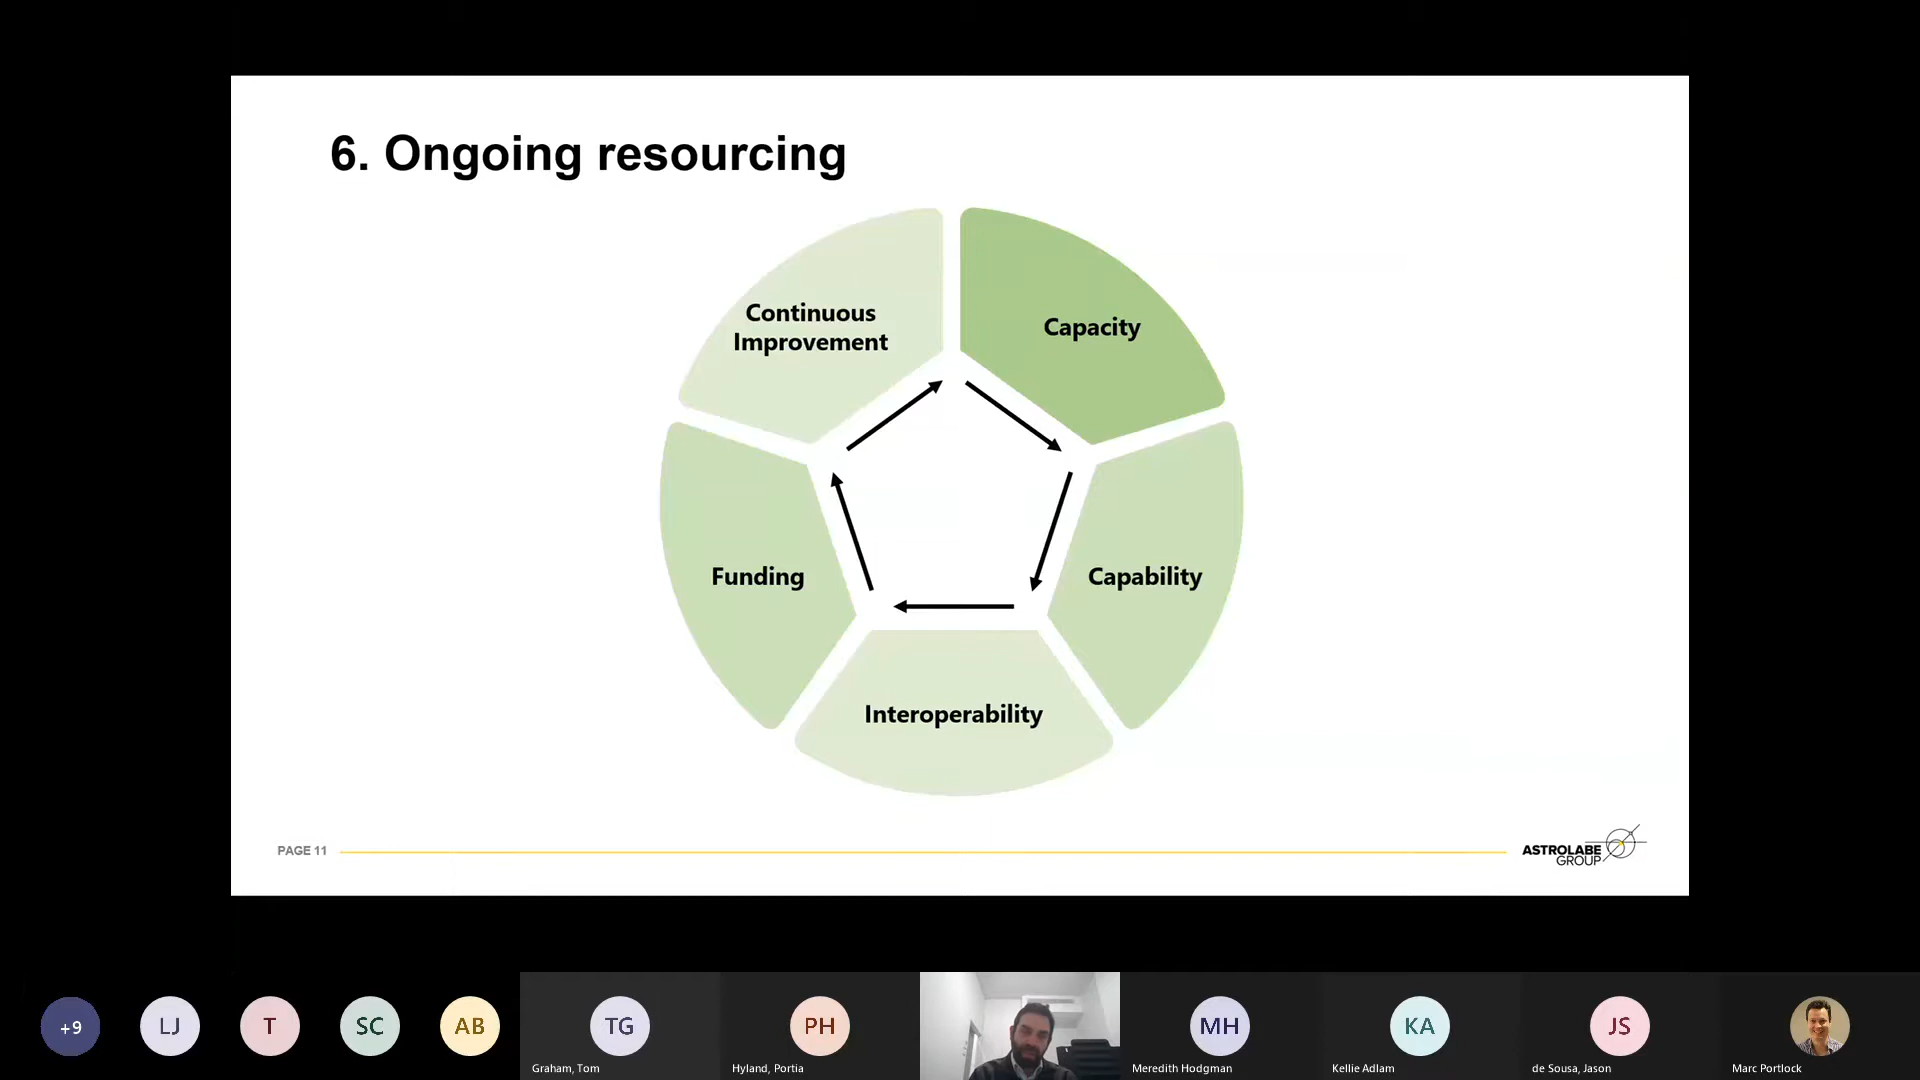 6. Ongoing resourcing
Continuous
Improvement
Capacity
Funding
Capability
Interoperability
PAGE 11
ASTROLABE
GROUP
+9
LJ
T
SC
AB
TG
PH
MH
KA
JS
Graham, Tom
Hyland, Portia
Meredith Hodgman
Kellie Adlam
de Sousa, Jason
Marc Portlock